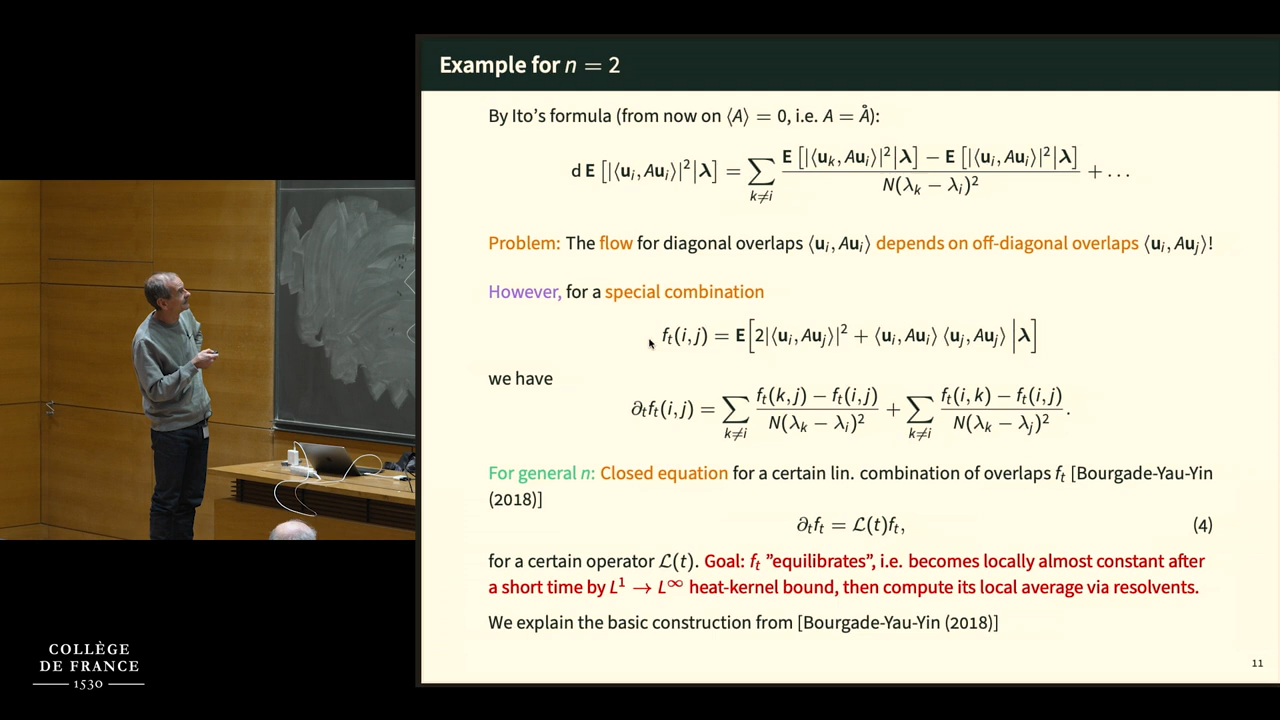 Example for n = 2
By Ito's formula (from now on ⟨A⟩ = 0, i.e. A = Å):
d E [|⟨u_i, Au_i⟩|²|λ] = ∑_{k≠i} (E [|⟨u_k, Au_i⟩|²|λ] − E [|⟨u_i, Au_i⟩|²|λ]) / (N(λ_k − λ_i)²) + . . .
Problem: The flow for diagonal overlaps ⟨u_i, Au_i⟩ depends on off-diagonal overlaps ⟨u_i, Au_j⟩!
However, for a special combination
f_t(i, j) = E[2|⟨u_i, Au_j⟩|² + ⟨u_i, Au_i⟩ ⟨u_j, Au_j⟩ |λ]
we have
∂_t f_t(i, j) = ∑_{k≠i} (f_t(k, j) − f_t(i, j)) / (N(λ_k − λ_i)²) + ∑_{k≠i} (f_t(i, k) − f_t(i, j)) / (N(λ_k − λ_j)²).
For general n: Closed equation for a certain lin. combination of overlaps f_t [Bourgade-Yau-Yin
(2018)]
∂_t f_t = ℒ(t)f_t, (4)
for a certain operator ℒ(t). Goal: f_t ”equilibrates”, i.e. becomes locally almost constant after
a short time by L¹ → L^∞ heat-kernel bound, then compute its local average via resolvents.
We explain the basic construction from [Bourgade-Yau-Yin (2018)]
11
COLLÈGE
DE FRANCE
1530